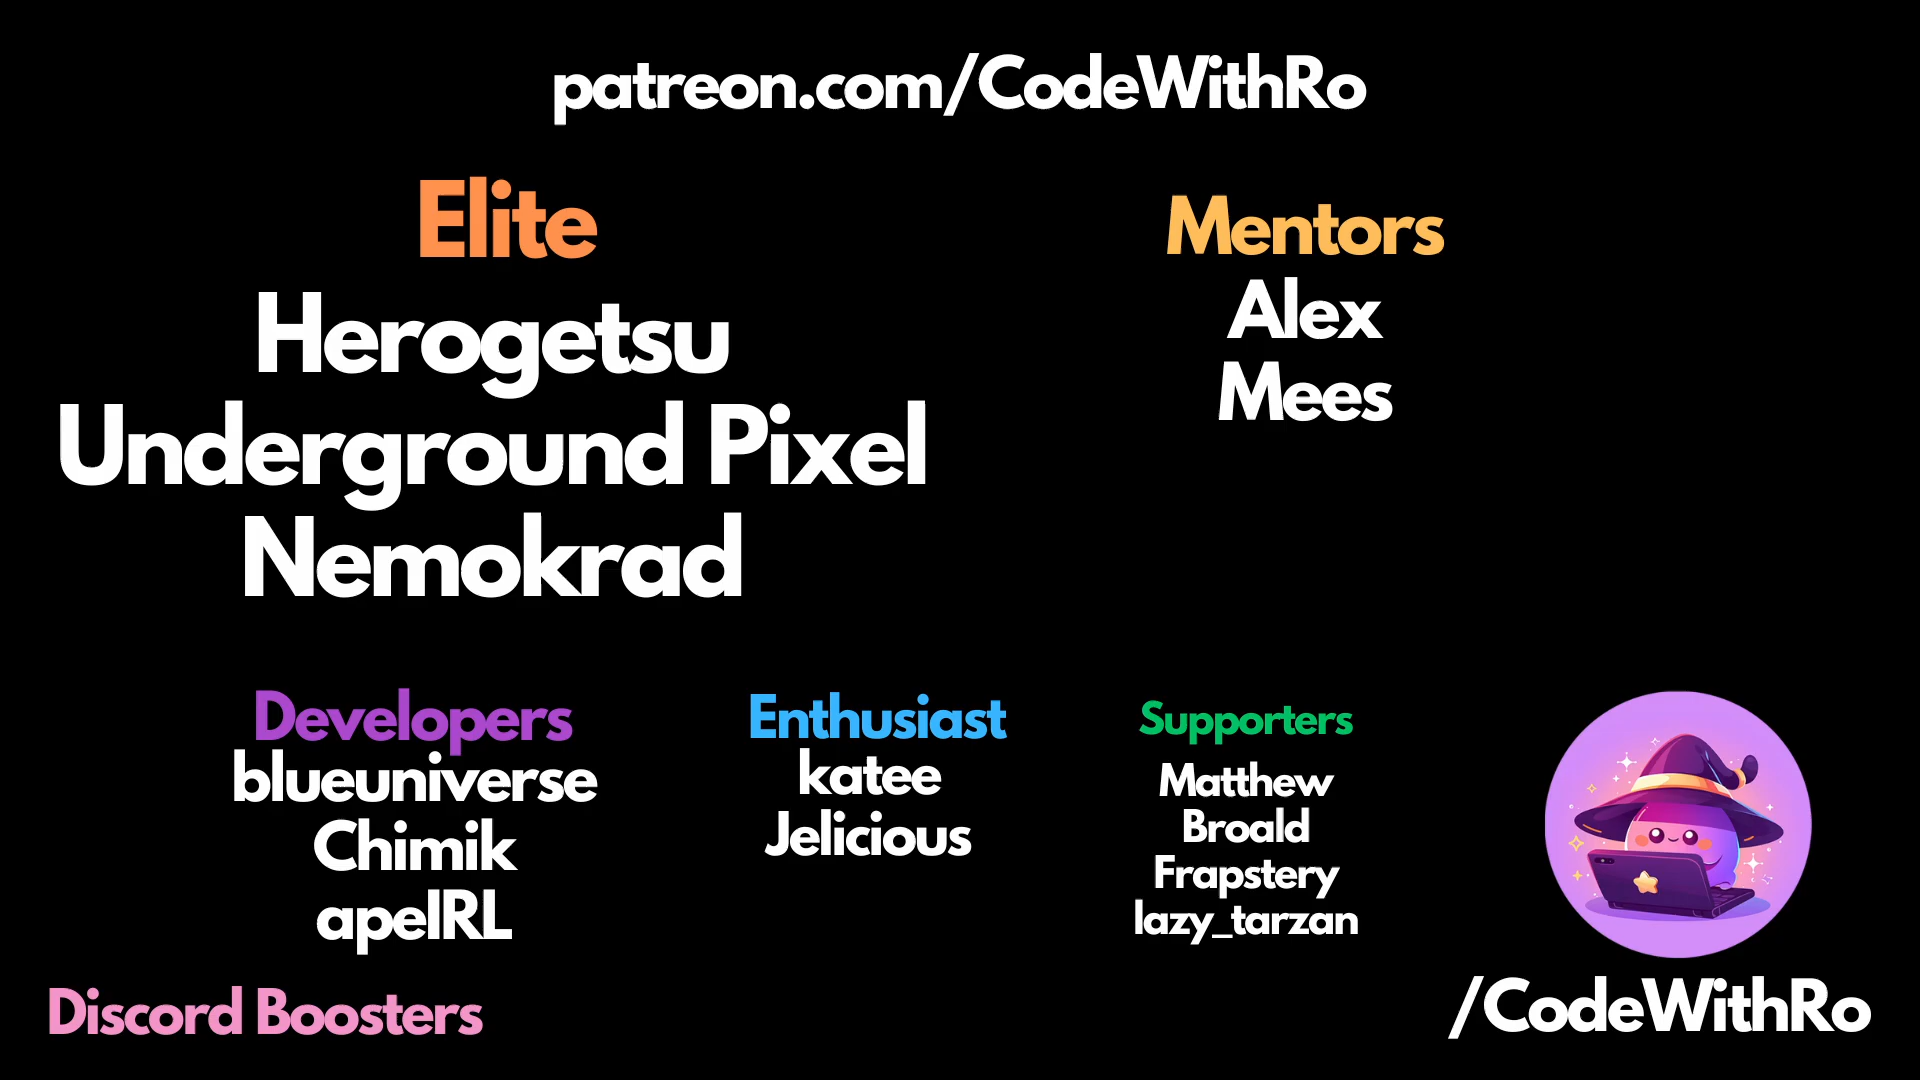 patreon.com/CodeWithRo
Elite
Herogetsu
Underground Pixel
Nemokrad
Mentors
Alex
Mees
Developers
blueuniverse
Chimik
apeIRL
Enthusiast
katee
Jelicious
Supporters
Matthew
Broald
Frapstery
lazy_tarzan
Discord Boosters
/CodeWithRo